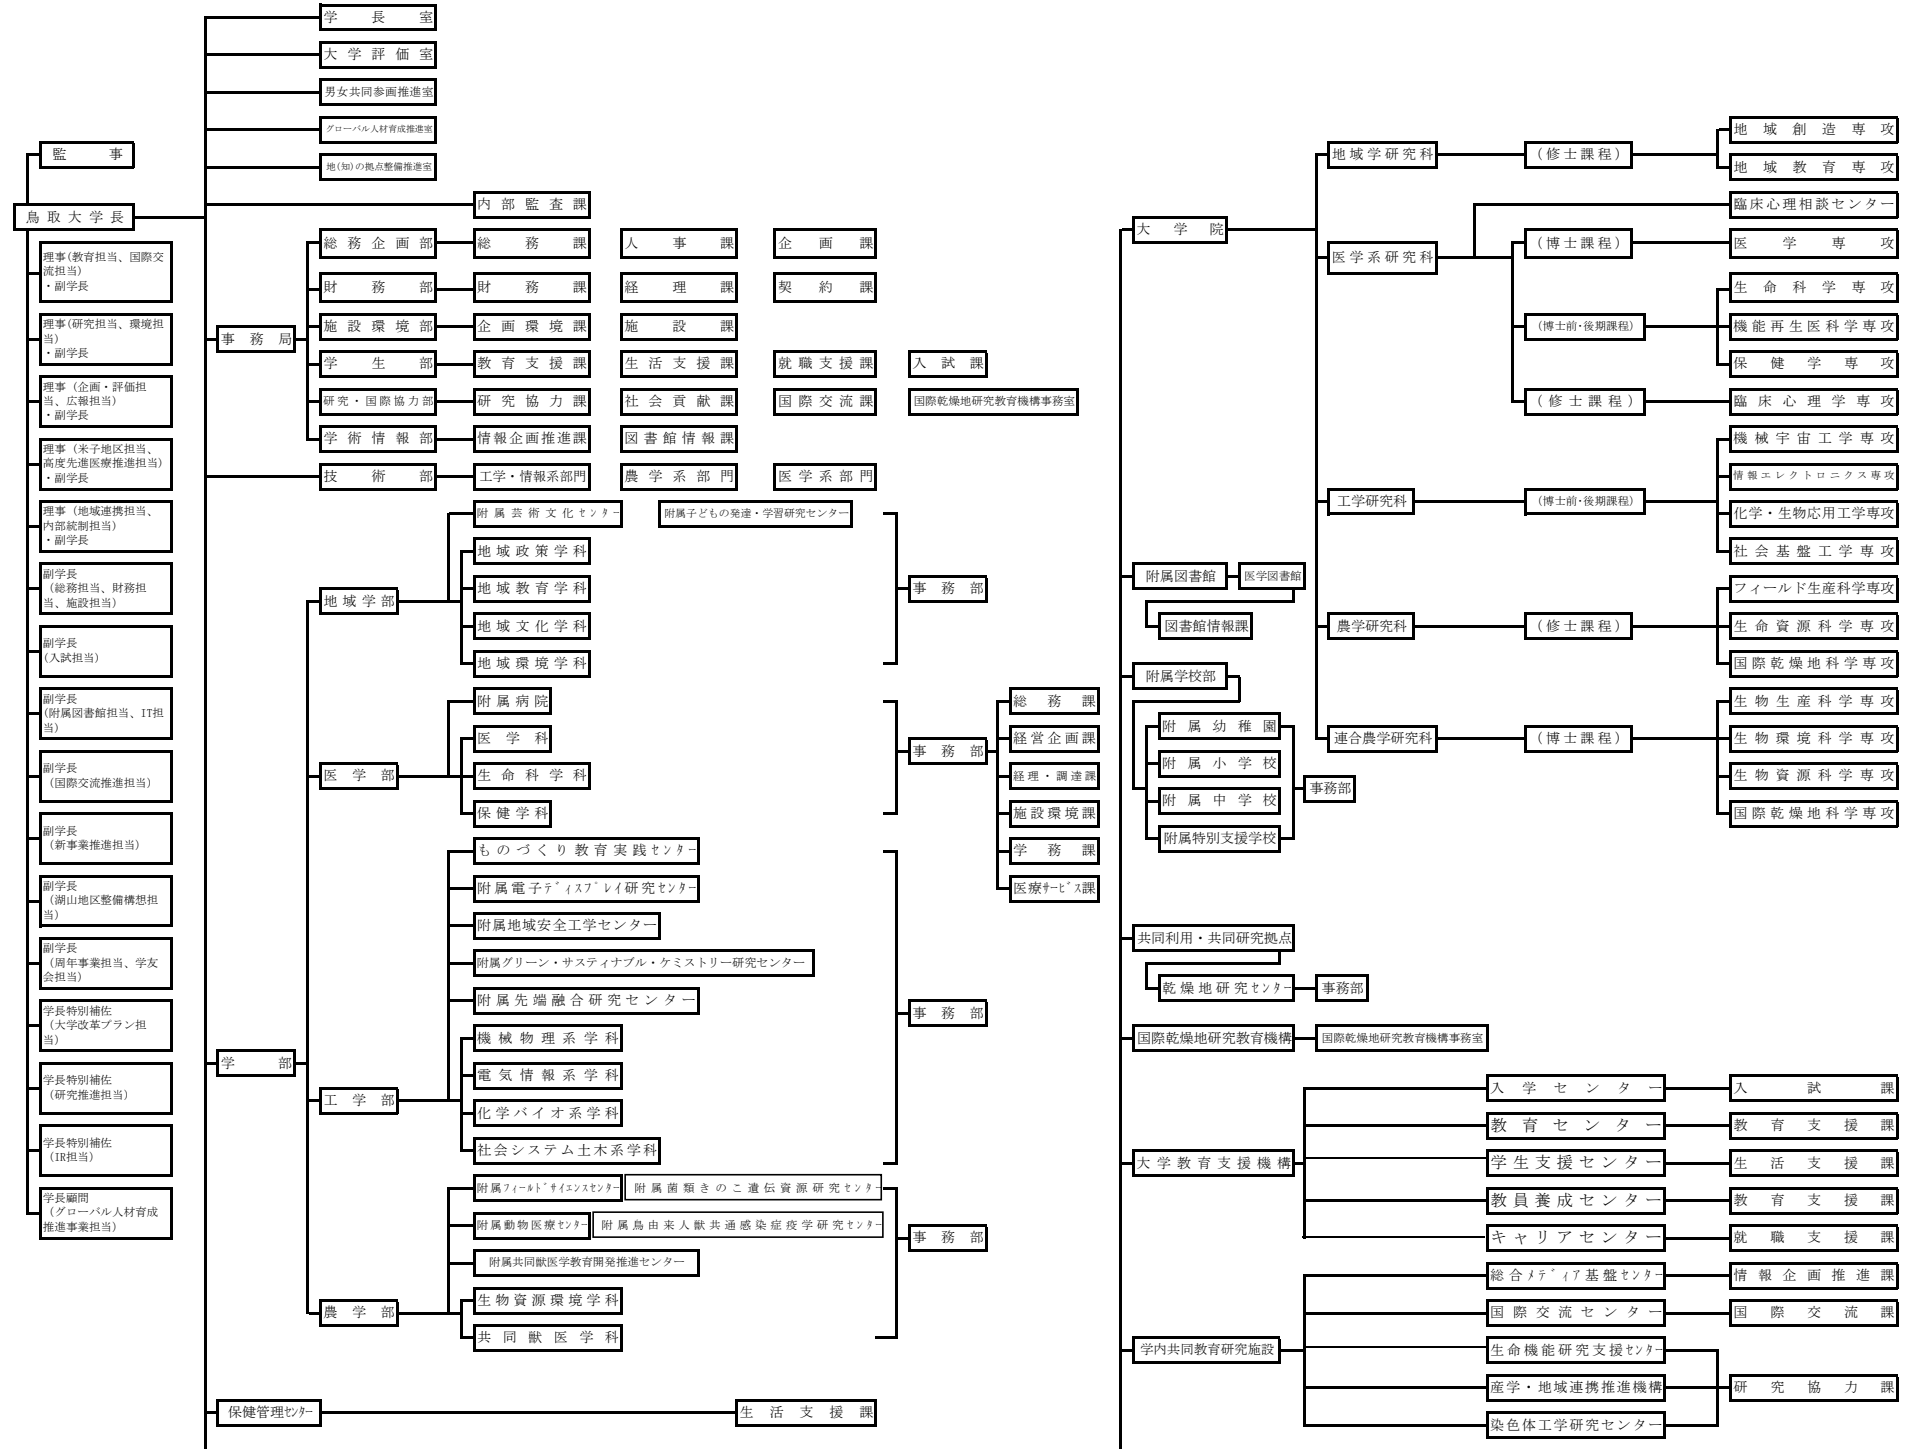 学長室
大学評価室
男女共同参画推進室
グローバル人材育成推進室
地(知)の拠点整備推進室
監事
鳥取大学長
理事(教育担当、国際交
流担当)
・副学長
理事(研究担当、環境担
当)
・副学長
理事（企画・評価担
当、広報担当）
・副学長
理事（米子地区担当、
高度先進医療推進担当）
・副学長
理事（地域連携担当、
内部統制担当）
・副学長
副学長
（総務担当、財務担
当、施設担当）
副学長
(入試担当)
副学長
(附属図書館担当、IT担
当)
副学長
（国際交流推進担当）
副学長
（新事業推進担当）
副学長
（湖山地区整備構想担
当）
副学長
（周年事業担当、学友
会担当）
学長特別補佐
（大学改革プラン担
当）
学長特別補佐
（研究推進担当）
学長特別補佐
（IR担当）
学長顧問
（グローバル人材育成
推進事業担当）
内部監査課
事務局
総務企画部 総務課 人事課 企画課
財務部 財務課 経理課 契約課
施設環境部 企画環境課 施設課
学生部 教育支援課 生活支援課 就職支援課 入試課
研究・国際協力部 研究協力課 社会貢献課 国際交流課 国際乾燥地研究教育機構事務室
学術情報部 情報企画推進課 図書館情報課
技術部 工学・情報系部門 農学系部門 医学系部門
学部
地域学部
附属芸術文化センター 附属子どもの発達・学習研究センター
地域政策学科
地域教育学科
地域文化学科
地域環境学科
事務部
医学部
附属病院
医学科
生命科学科
保健学科
事務部
総務課
経営企画課
経理・調達課
施設環境課
学務課
医療ｻｰﾋﾞｽ課
工学部
ものづくり教育実践ｾﾝﾀｰ
附属電子ﾃﾞｨｽﾌﾟﾚｲ研究ｾﾝﾀｰ
附属地域安全工学センター
附属グリーン・サスティナブル・ケミストリー研究センター
附属先端融合研究センター
機械物理系学科
電気情報系学科
化学バイオ系学科
社会システム土木系学科
事務部
農学部
附属ﾌｨｰﾙﾄﾞｻｲｴﾝｽｾﾝﾀｰ 附属菌類きのこ遺伝資源研究ｾﾝﾀｰ
附属動物医療ｾﾝﾀｰ 附属鳥由来人獣共通感染症疫学研究ｾﾝﾀｰ
附属共同獣医学教育開発推進センター
生物資源環境学科
共同獣医学科
事務部
保健管理ｾﾝﾀｰ 生活支援課
大学院
地域学研究科 （修士課程）
地域創造専攻
地域教育専攻
医学系研究科
臨床心理相談センター
（博士課程） 医学専攻
（博士前・後期課程）
生命科学専攻
機能再生医科学専攻
保健学専攻
（修士課程） 臨床心理学専攻
工学研究科 （博士前・後期課程）
機械宇宙工学専攻
情報エレクトロニクス専攻
化学・生物応用工学専攻
社会基盤工学専攻
農学研究科 （修士課程）
フィールド生産科学専攻
生命資源科学専攻
国際乾燥地科学専攻
連合農学研究科 （博士課程）
生物生産科学専攻
生物環境科学専攻
生物資源科学専攻
国際乾燥地科学専攻
附属図書館 医学図書館
図書館情報課
附属学校部
附属幼稚園
附属小学校
附属中学校
附属特別支援学校
事務部
共同利用・共同研究拠点
乾燥地研究ｾﾝﾀｰ 事務部
国際乾燥地研究教育機構 国際乾燥地研究教育機構事務室
大学教育支援機構
入学センター 入試課
教育センター 教育支援課
学生支援センター 生活支援課
教員養成センター 教育支援課
キャリアセンター 就職支援課
学内共同教育研究施設
総合ﾒﾃﾞｨｱ基盤ｾﾝﾀｰ 情報企画推進課
国際交流センター 国際交流課
生命機能研究支援ｾﾝﾀｰ
産学・地域連携推進機構 研究協力課
染色体工学研究センター